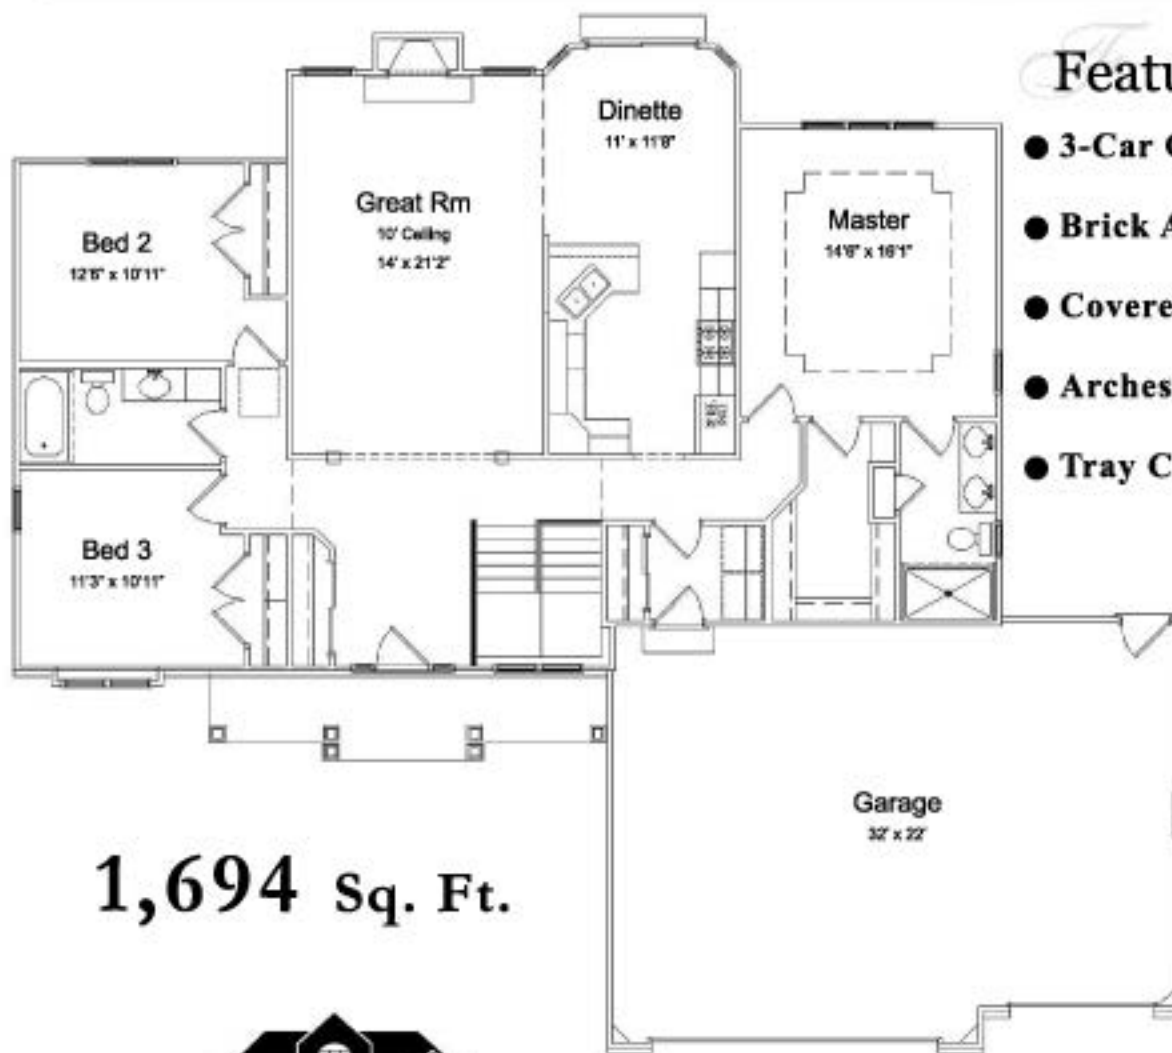 Featu
Dinette
11' x 11'8"
● 3-Car
Great Rm
10' Ceiling
14' x 21'2"
Master
14'6" x 16'1"
● Brick A
Bed 2
12'6" x 10'11"
● Covere
● Arches
● Tray C
Bed 3
11'3" x 10'11"
Garage
32' x 22'
1,694 Sq. Ft.